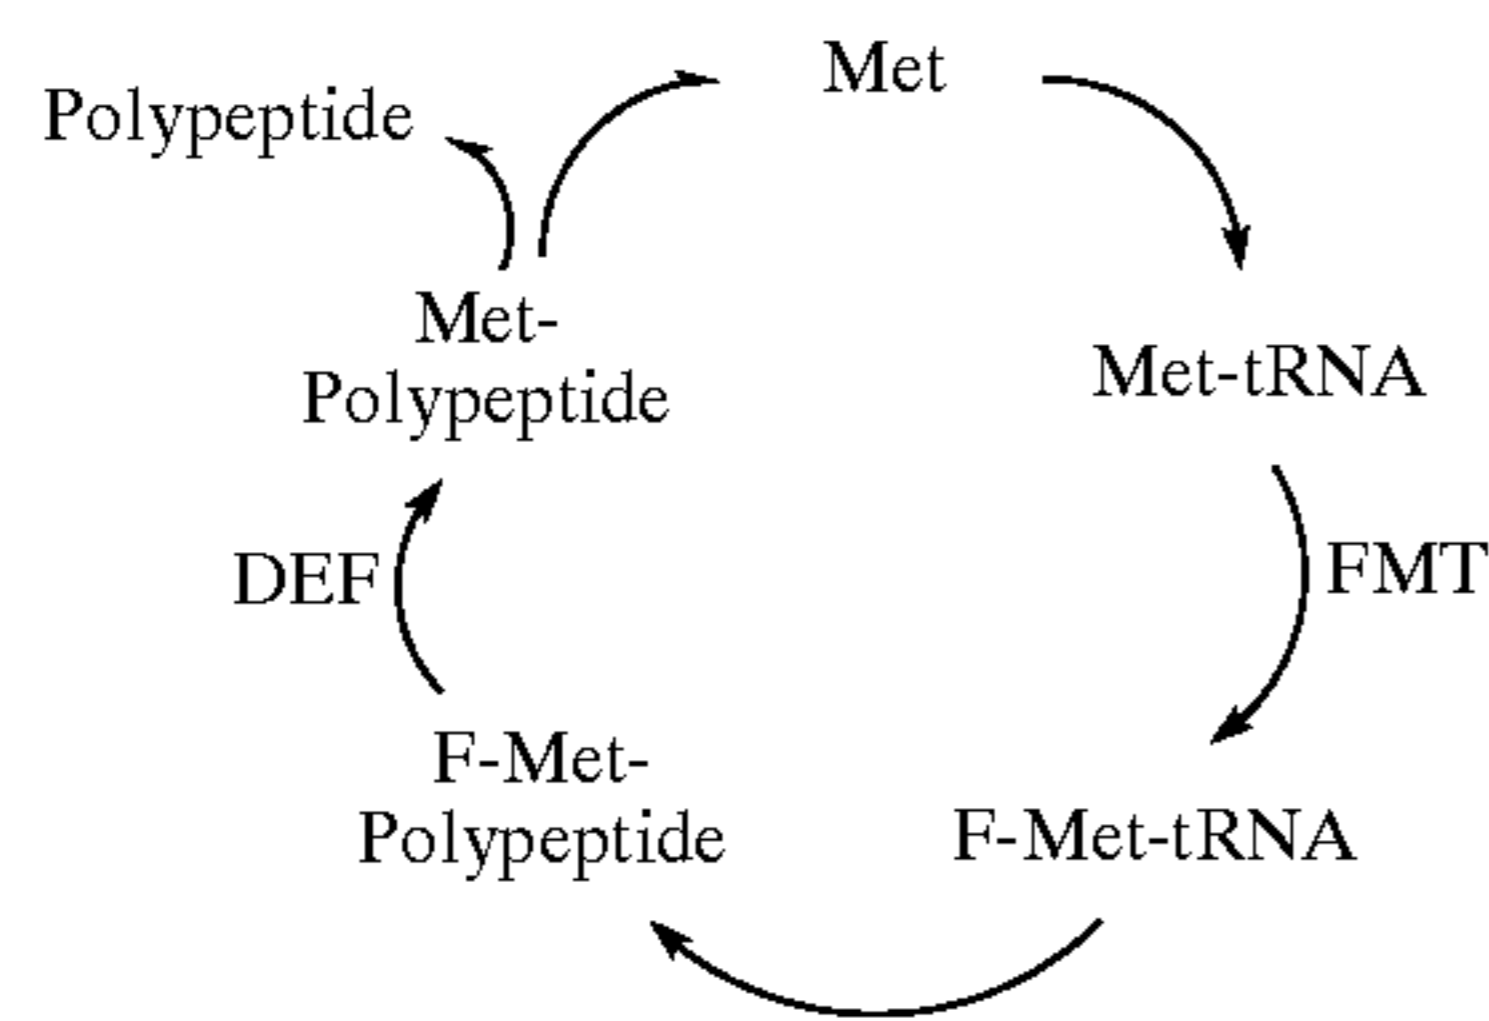 Met
Polypeptide
Met-
Polypeptide
Met-tRNA
DEF
FMT
F-Met-
Polypeptide
F-Met-tRNA